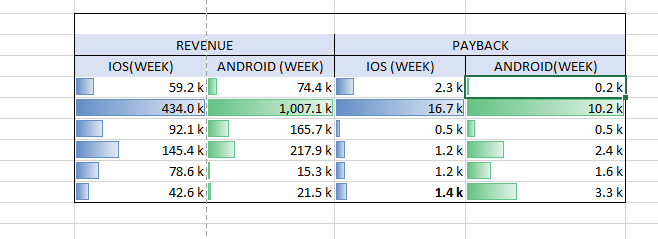 REVENUE PAYBACK
IOS(WEEK) ANDROID (WEEK) IOS (WEEK) ANDROID(WEEK)
59.2 k 74.4 k 2.3 k 0.2 k
434.0 k 1,007.1 k 16.7 k 10.2 k
92.1 k 165.7 k 0.5 k 0.5 k
145.4 k 217.9 k 1.2 k 2.4 k
78.6 k 15.3 k 1.2 k 1.6 k
42.6 k 21.5 k 1.4 k 3.3 k